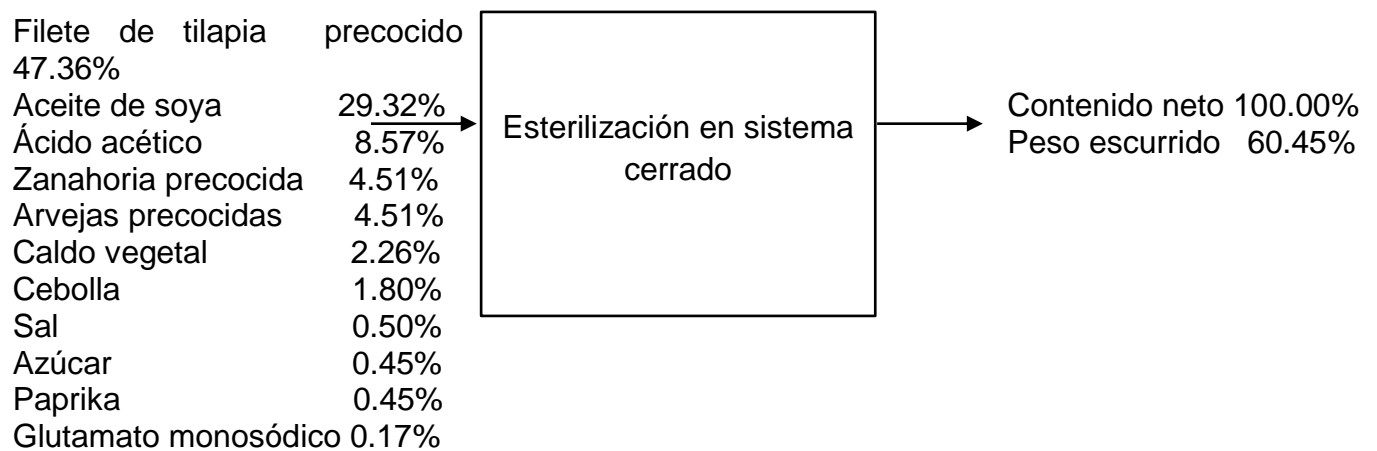 Filete de tilapia precocido
47.36%
Aceite de soya 29.32%
Ácido acético 8.57%
Zanahoria precocida 4.51%
Arvejas precocidas 4.51%
Caldo vegetal 2.26%
Cebolla 1.80%
Sal 0.50%
Azúcar 0.45%
Paprika 0.45%
Glutamato monosódico 0.17%
Esterilización en sistema
cerrado
Contenido neto 100.00%
Peso escurrido 60.45%